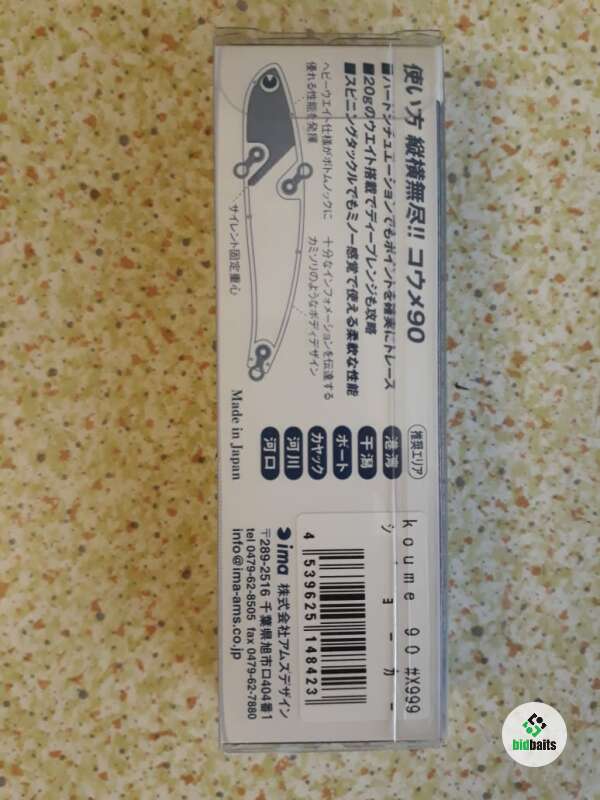 使い方 縦横無尽!! コウメ90
■ハードシチュエーションでもポイントを確実にトレース
■20gのウエイト搭載でディープレンジも攻略
■スピニングタックルでもミノー感覚で使える柔軟な性能
ヘビーウエイト仕様がボトムノックに
優れる性能を発揮
十分なインフォメーションを伝達する
カミソリのようなボディデザイン
サイレント固定重心
Made in Japan
推奨エリア
港湾
干潟
ボート
カヤック
河川
河口
koume 90 #X999
ジョーカー
4 539625 148423
ima 株式会社アムズデザイン
〒289-2516 千葉県旭市ロ404番1
tel 0479-62-8505 fax 0479-62-7880
info@ima-ams.co.jp
bidbaits